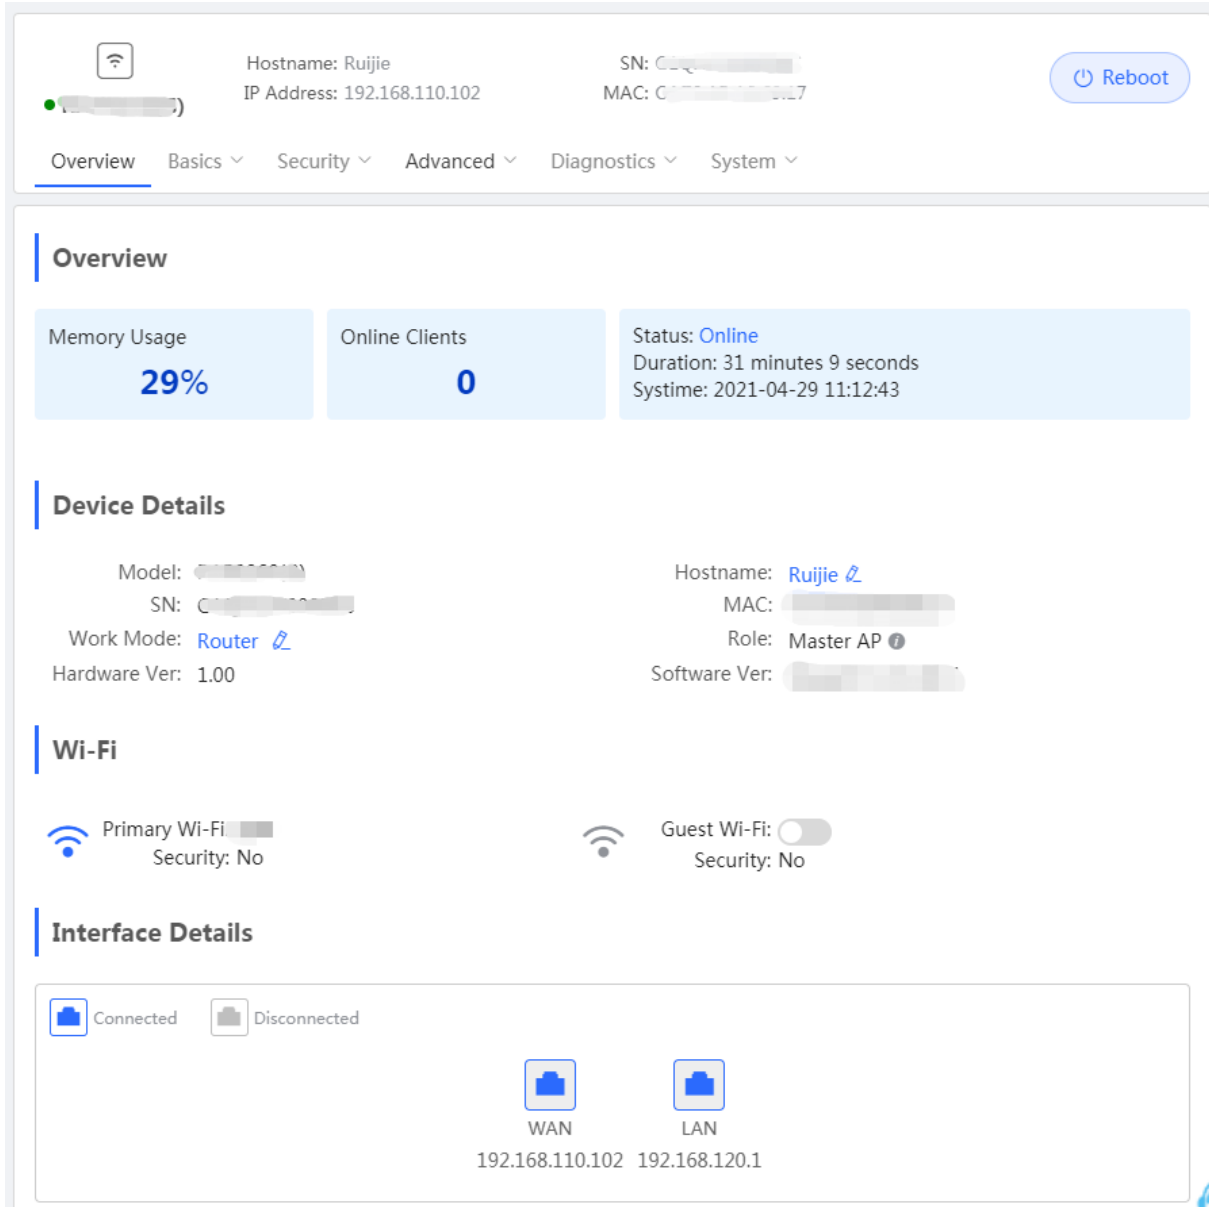 Hostname: Ruijie
SN:
Reboot
IP Address: 192.168.110.102
MAC:
Overview Basics Security Advanced Diagnostics System
Overview
Memory Usage
29%
Online Clients
0
Status: Online
Duration: 31 minutes 9 seconds
Systime: 2021-04-29 11:12:43
Device Details
Model:
Hostname: Ruijie
SN:
MAC:
Work Mode: Router
Role: Master AP
Hardware Ver: 1.00
Software Ver:
Wi-Fi
Primary Wi-Fi
Security: No
Guest Wi-Fi:
Security: No
Interface Details
Connected Disconnected
WAN LAN
192.168.110.102 192.168.120.1